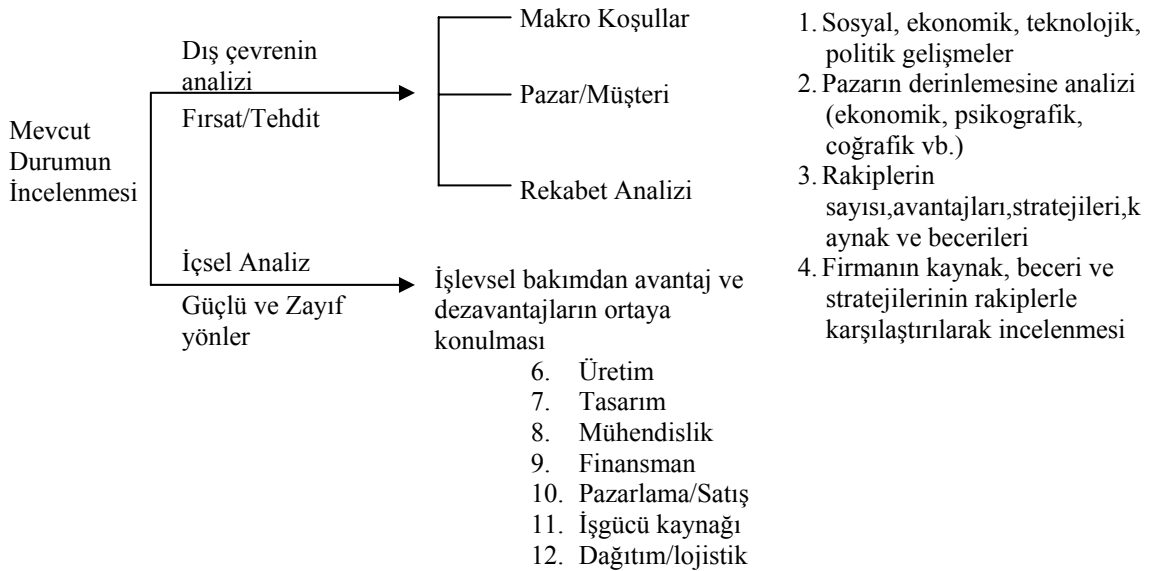 Mevcut
Durumun
İncelenmesi
Dış çevrenin
analizi
Fırsat/Tehdit
Makro Koşullar
Pazar/Müşteri
Rekabet Analizi
1. Sosyal, ekonomik, teknolojik,
politik gelişmeler
2. Pazarın derinlemesine analizi
(ekonomik, psikografik,
coğrafik vb.)
3. Rakiplerin
sayısı,avantajları,stratejileri,k
aynak ve becerileri
4. Firmanın kaynak, beceri ve
stratejilerinin rakiplerle
karşılaştırılarak incelenmesi
İçsel Analiz
Güçlü ve Zayıf
yönler
İşlevsel bakımdan avantaj ve
dezavantajların ortaya
konulması
6. Üretim
7. Tasarım
8. Mühendislik
9. Finansman
10. Pazarlama/Satış
11. İşgücü kaynağı
12. Dağıtım/lojistik